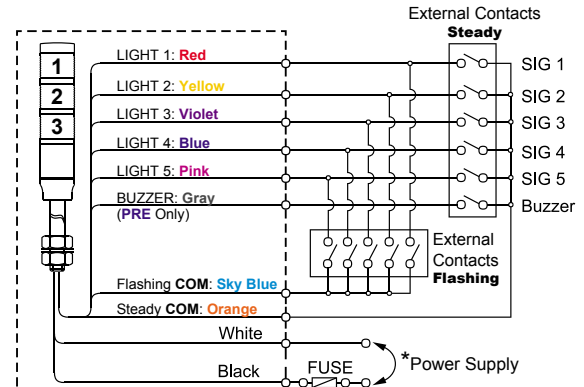 External Contacts
Steady
1
2
3
LIGHT 1: Red
LIGHT 2: Yellow
LIGHT 3: Violet
LIGHT 4: Blue
LIGHT 5: Pink
BUZZER: Gray
(PRE Only)
SIG 1
SIG 2
SIG 3
SIG 4
SIG 5
Buzzer
External
Contacts
Flashing
Flashing COM: Sky Blue
Steady COM: Orange
White
Black
FUSE
*Power Supply